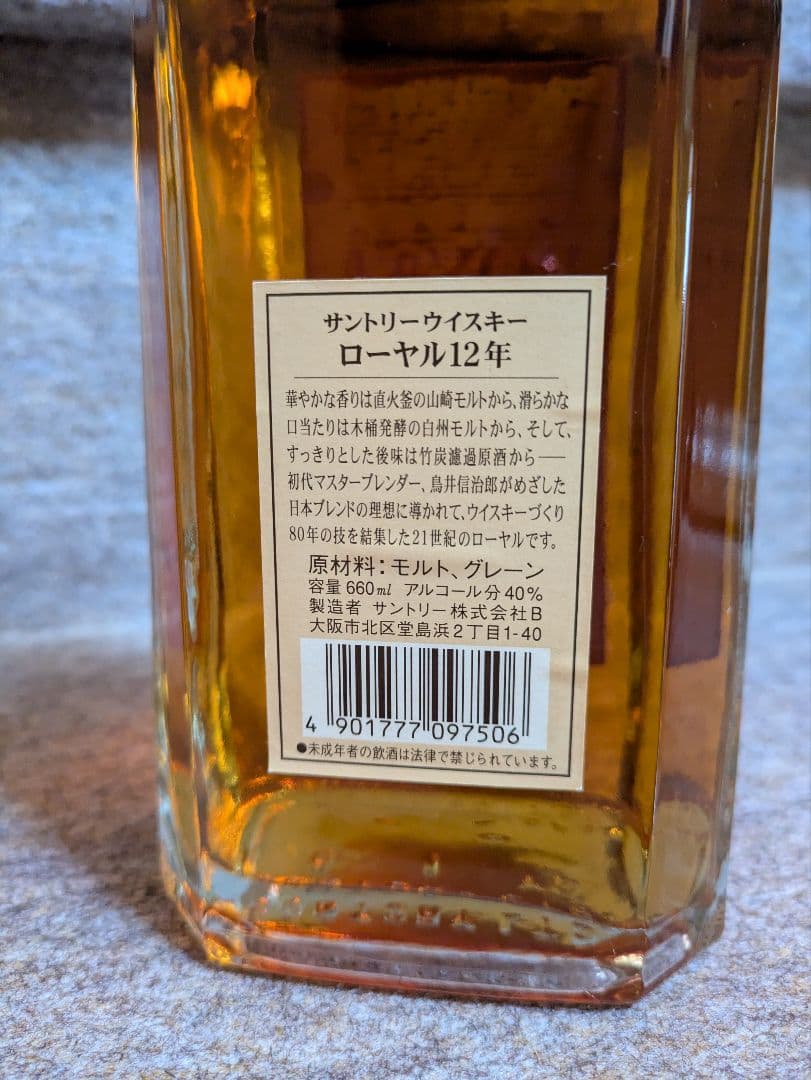 サントリーウイスキー
ローヤル12年
華やかな香りは直火釜の山崎モルトから、滑らかな
口当たりは木桶発酵の白州モルトから、そして、
すっきりとした後味は竹炭濾過原酒から――
初代マスターブレンダー、鳥井信治郎がめざした
日本ブレンドの理想に導かれて、ウイスキーづくり
80年の技を結集した21世紀のローヤルです。
原材料:モルト、グレーン
容量 660ml アルコール分40%
製造者 サントリー株式会社B
大阪市北区堂島浜2丁目1-40
4 901777 097506
●未成年者の飲酒は法律で禁じられています。